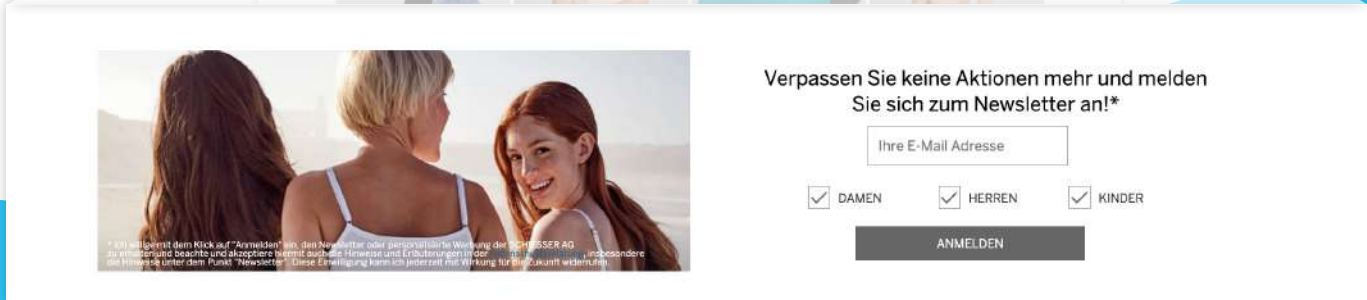 Verpassen Sie keine Aktionen mehr und melden
Sie sich zum Newsletter an!*
Ihre E-Mail Adresse
DAMEN
HERREN
KINDER
ANMELDEN
* Ich willige mit dem Klick auf "Anmelden" ein, den Newsletter oder personalisierte Werbung der SCHIESSER AG
zu erhalten und beachte und akzeptiere hiermit auch die Hinweise und Erläuterungen in der insbesondere
die Hinweise unter dem Punkt "Newsletter". Diese Einwilligung kann ich jederzeit mit Wirkung für die Zukunft widerrufen.